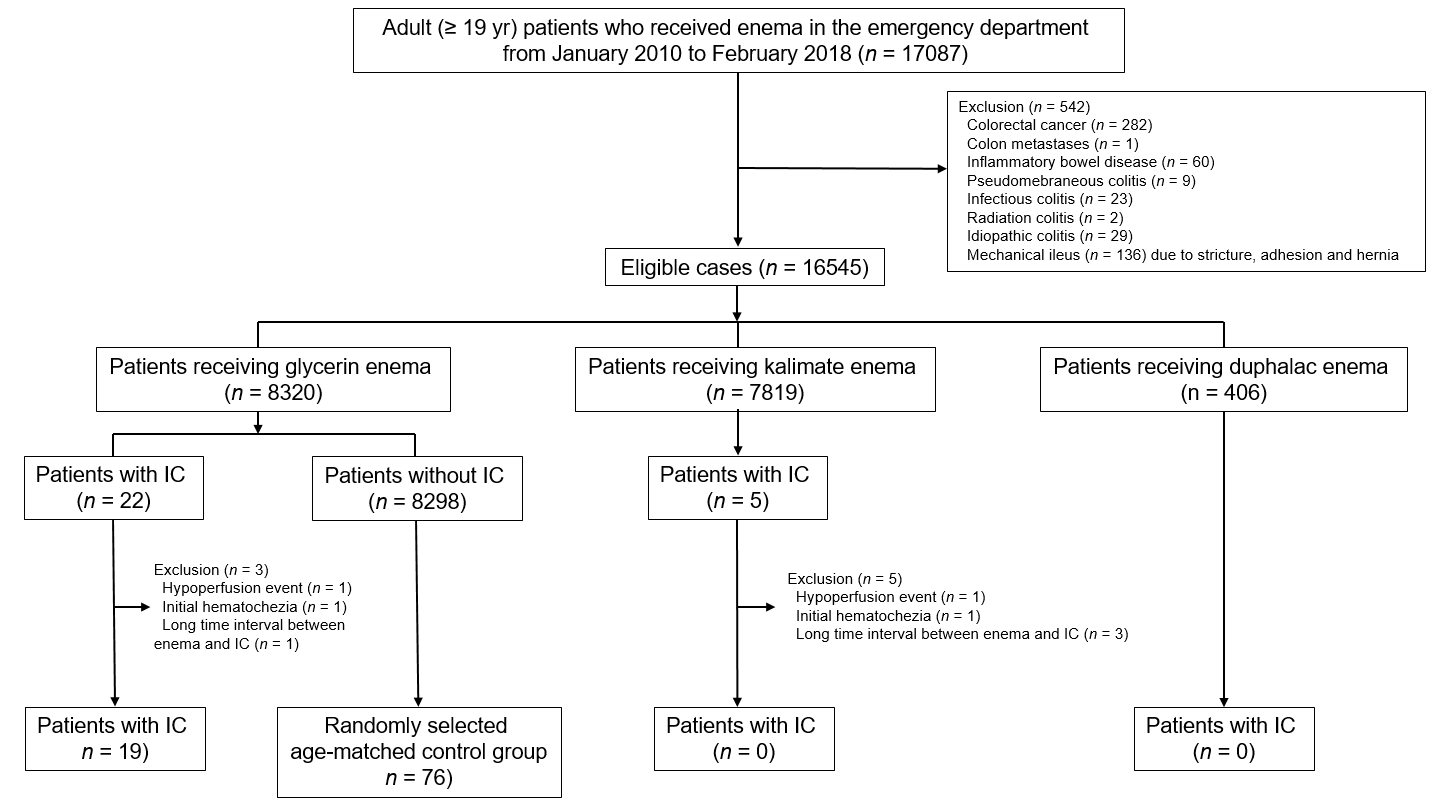 Adult (≥ 19 yr) patients who received enema in the emergency department
from January 2010 to February 2018 (n = 17087)
Exclusion (n = 542)
Colorectal cancer (n = 282)
Colon metastases (n = 1)
Inflammatory bowel disease (n = 60)
Pseudomebraneous colitis (n = 9)
Infectious colitis (n = 23)
Radiation colitis (n = 2)
Idiopathic colitis (n = 29)
Mechanical ileus (n = 136) due to stricture, adhesion and hernia
Eligible cases (n = 16545)
Patients receiving glycerin enema
(n = 8320)
Patients receiving kalimate enema
(n = 7819)
Patients receiving duphalac enema
(n = 406)
Patients with IC
(n = 22)
Patients without IC
(n = 8298)
Patients with IC
(n = 5)
Exclusion (n = 3)
Hypoperfusion event (n = 1)
Initial hematochezia (n = 1)
Long time interval between
enema and IC (n = 1)
Exclusion (n = 5)
Hypoperfusion event (n = 1)
Initial hematochezia (n = 1)
Long time interval between enema and IC (n = 3)
Patients with IC
n = 19)
Randomly selected
age-matched control group
n = 76)
Patients with IC
(n = 0)
Patients with IC
(n = 0)